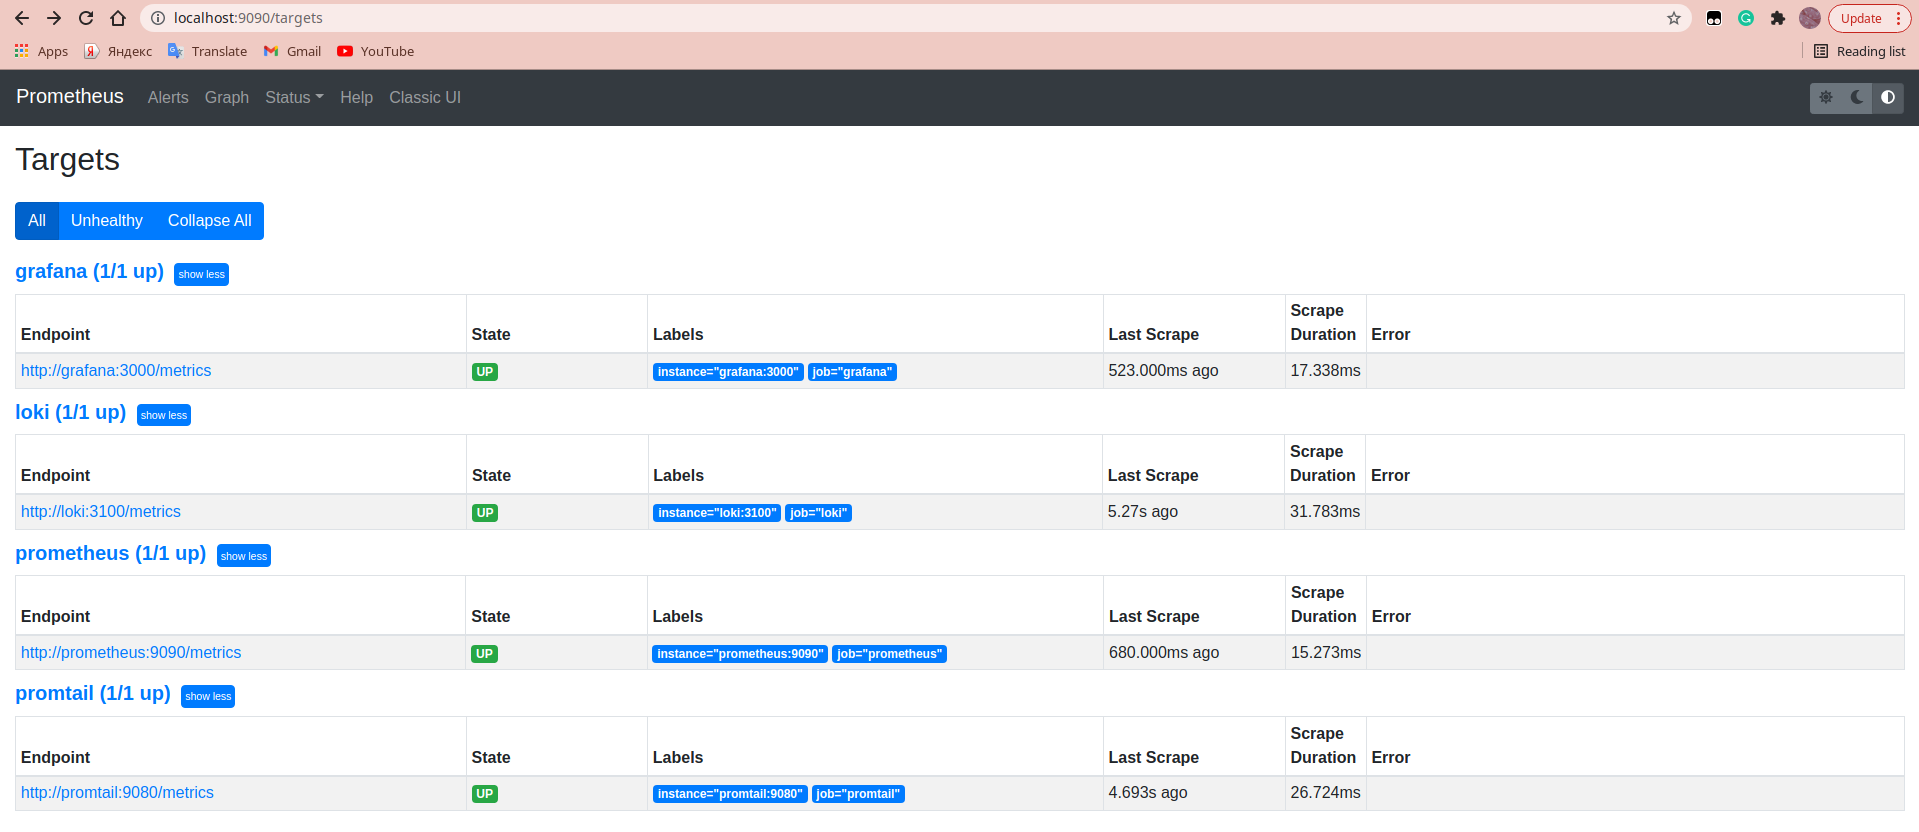 localhost:9090/targets
Update
Apps Яндекс Translate Gmail YouTube Reading list
Prometheus Alerts Graph Status Help Classic UI
Targets
All Unhealthy Collapse All
grafana (1/1 up) show less
Endpoint State Labels Last Scrape Scrape Duration Error
http://grafana:3000/metrics UP instance="grafana:3000" job="grafana" 523.000ms ago 17.338ms
loki (1/1 up) show less
Endpoint State Labels Last Scrape Scrape Duration Error
http://loki:3100/metrics UP instance="loki:3100" job="loki" 5.27s ago 31.783ms
prometheus (1/1 up) show less
Endpoint State Labels Last Scrape Scrape Duration Error
http://prometheus:9090/metrics UP instance="prometheus:9090" job="prometheus" 680.000ms ago 15.273ms
promtail (1/1 up) show less
Endpoint State Labels Last Scrape Scrape Duration Error
http://promtail:9080/metrics UP instance="promtail:9080" job="promtail" 4.693s ago 26.724ms